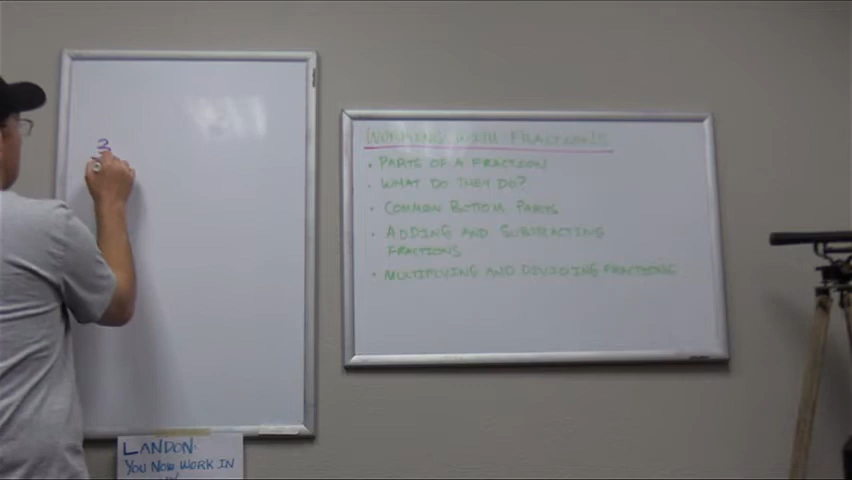 3
WORKING WITH FRACTIONS
• PARTS OF A FRACTION
• WHAT DO THEY DO?
• COMMON BOTTOM PARTS
• ADDING AND SUBTRACTING
FRACTIONS
• MULTIPLYING AND DIVIDING FRACTIONS
LANDON:
YOU NOW WORK IN